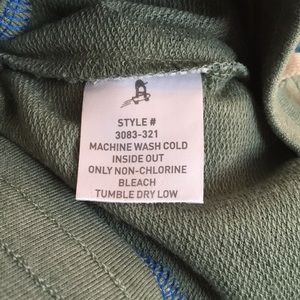 STYLE #
3083-321
MACHINE WASH COLD
INSIDE OUT
ONLY NON-CHLORINE
BLEACH
TUMBLE DRY LOW